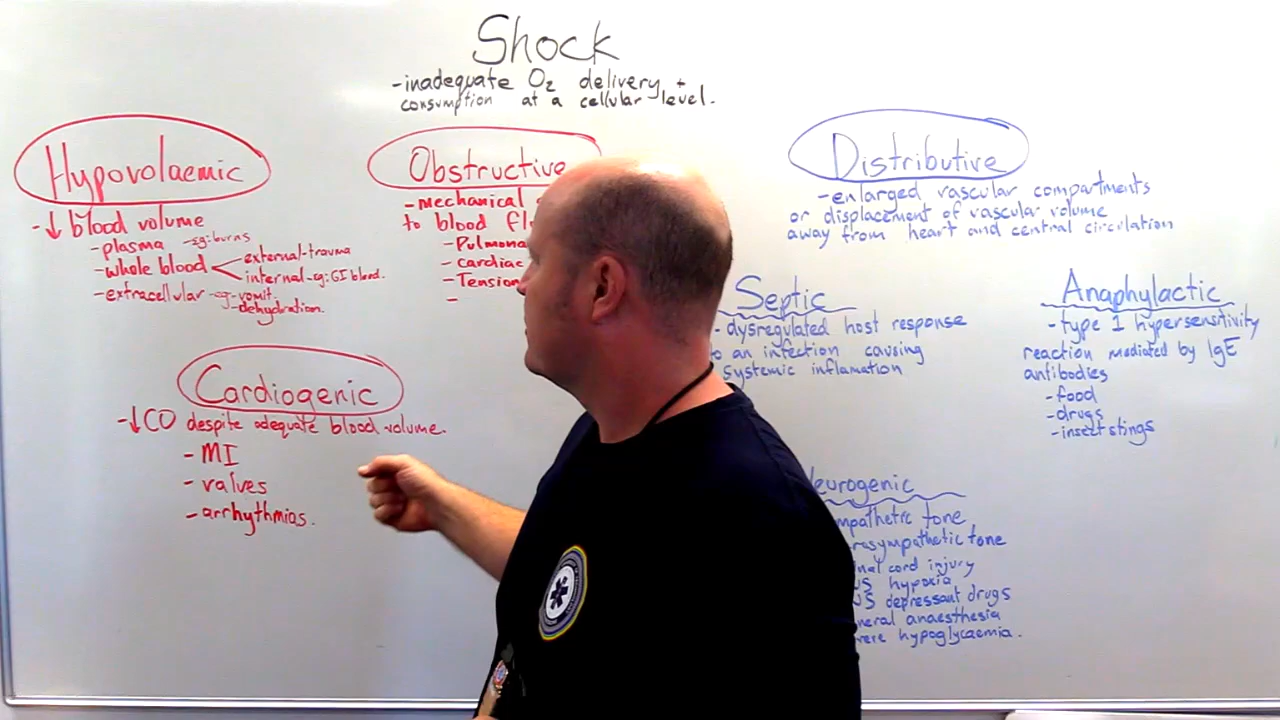 Shock
-inadequate O2 delivery +
consumption at a cellular level.
Hypovolaemic
-↓ blood volume
-plasma -eg: burns
-whole blood
external-trauma
internal-eg: GI bleed.
-extracellular -eg-vomit.
-dehydration.
Obstructive
-mechanical
to blood
-
-cardiac
-Tension
-
Cardiogenic
-↓CO despite adequate blood volume.
-MI
-valves
-arrhythmias.
Distributive
-enlarged vascular compartments
or displacement of vascular volume
away from heart and central circulation
Septic
-dysregulated host response
an infection causing
systemic inflamation
Anaphylactic
-type 1 hypersensitivity
reaction mediated by IgE
antibodies
-food
-drugs
-insect stings
tone
tone
cord injury
hypoxia
depressant drugs
anaesthesia
hypoglycaemia.